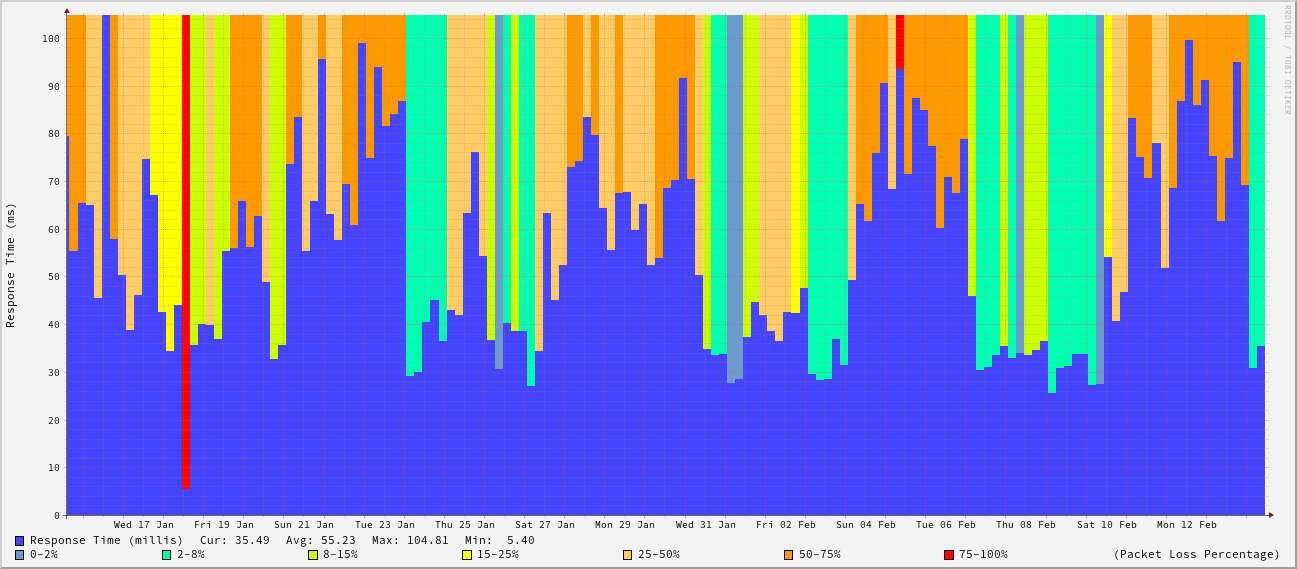 RRDTOOL / TOBI OETIKER
Response Time (ms)
100
90
80
70
60
50
40
30
20
10
0
Wed 17 Jan Fri 19 Jan Sun 21 Jan Tue 23 Jan Thu 25 Jan Sat 27 Jan Mon 29 Jan Wed 31 Jan Fri 02 Feb Sun 04 Feb Tue 06 Feb Thu 08 Feb Sat 10 Feb Mon 12 Feb
Response Time (millis) Cur: 35.49 Avg: 55.23 Max: 104.81 Min: 5.40
0-2% 2-8% 8-15% 15-25% 25-50% 50-75% 75-100% (Packet Loss Percentage)